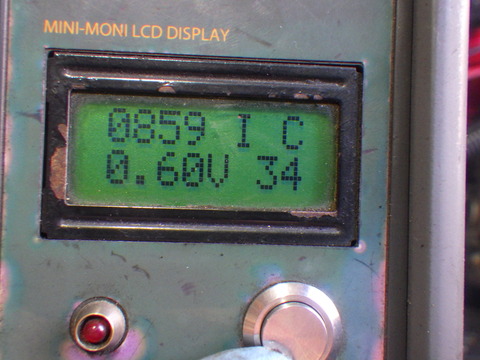 MINI-MONI LCD DISPLAY
0859 I C
0.60V 34